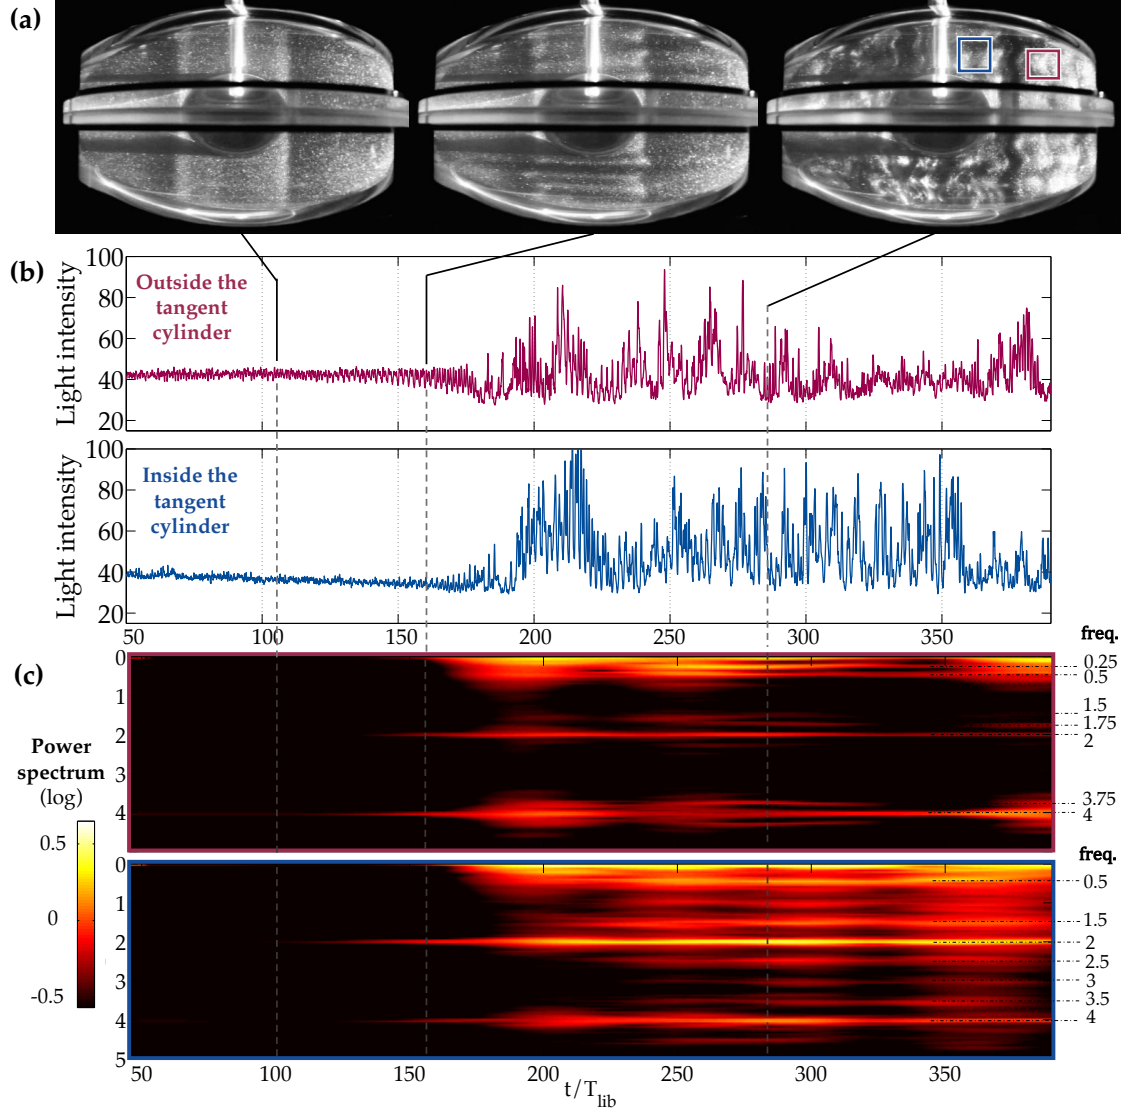 (a)
(b)
100
80
60
40
20
Light intensity
Outside the
tangent
cylinder
100
80
60
40
20
Light intensity
Inside the
tangent
cylinder
50 100 150 200 250 300 350
(c)
freq.
0
1
2
3
4
0.25
0.5
1.5
1.75
2
3.75
4
Power
spectrum
(log)
0.5
0
-0.5
freq.
0
1
2
3
4
5
0.5
1.5
2
2.5
3
3.5
4
50 100 150 200 250 300 350
t/T_lib